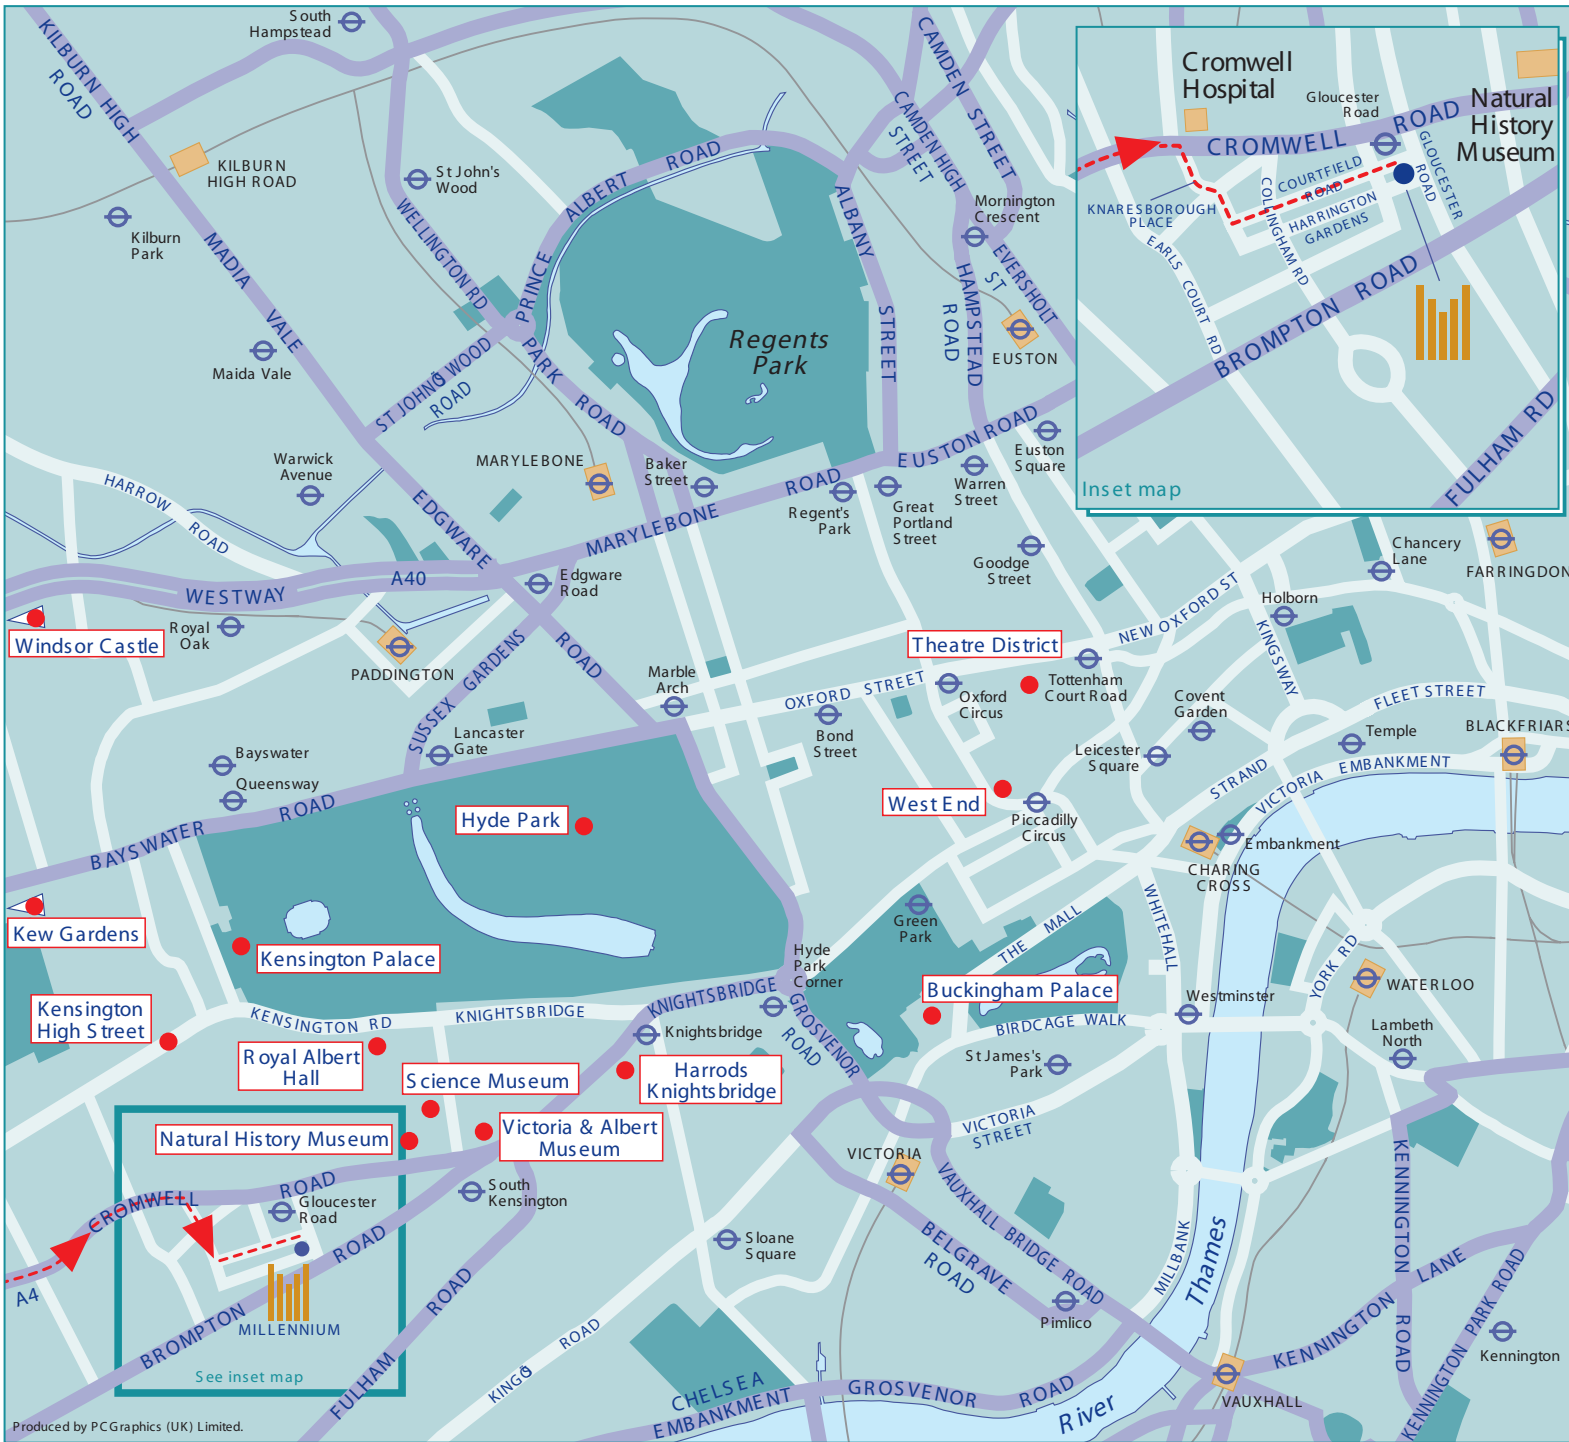 South
Hampstead
KILBURN HIGH
ROAD
KILBURN
HIGH ROAD
St John's
Wood
Kilburn
Park
MADIA
VALE
Maida Vale
WELLINGTON RD
PRINCE
ALBERT
ROAD
ST JOHN'S WOOD
ROAD
PARK
ROAD
Regents
Park
CAMDEN STREET
CAMDEN HIGH
STREET
ALBANY
STREET
Mornington
Crescent
EVERSHOLT
ST
HAMPSTEAD
ROAD
EUSTON
Cromwell
Hospital
Gloucester
Road
Natural
History
Museum
CROMWELL
ROAD
GLOUCESTER
ROAD
COURTFIELD
ROAD
KNARESBOROUGH
PLACE
COLLINGHAM RD
HARRINGTON
GARDENS
EARLS COURT RD
BROMPTON ROAD
FULHAM RD
Inset map
Warwick
Avenue
MARYLEBONE
Baker
Street
EUSTON ROAD
Euston
Square
Warren
Street
Regent's
Park
Great
Portland
Street
Goodge
Street
HARROW
ROAD
EDGWARE
ROAD
MARYLEBONE
ROAD
A40
WESTWAY
Edgware
Road
Chancery
Lane
FARRINGDON
Holborn
Windsor Castle
Royal
Oak
PADDINGTON
SUSSEX GARDENS
Marble
Arch
Theatre District
NEW OXFORD ST
KINGSWAY
Tottenham
Court Road
OXFORD STREET
Oxford
Circus
Bond
Street
Covent
Garden
FLEET STREET
Temple
BLACKFRIARS
Leicester
Square
Lancaster
Gate
Bayswater
Queensway
BAYSWATER
ROAD
Hyde Park
West End
Piccadilly
Circus
STRAND
VICTORIA EMBANKMENT
Embankment
CHARING
CROSS
Kew Gardens
Kensington Palace
Green
Park
THE MALL
WHITEHALL
Hyde
Park
Corner
YORK RD
WATERLOO
Kensington
High Street
KENSINGTON RD
KNIGHTSBRIDGE
KNIGHTSBRIDGE
Knightsbridge
GROSVENOR
ROAD
Buckingham Palace
BIRDCAGE WALK
Westminster
Lambeth
North
St James's
Park
Royal Albert
Hall
Science Museum
Harrods
Knightsbridge
Natural History Museum
Victoria & Albert
Museum
VICTORIA
STREET
VICTORIA
CROMWELL
ROAD
Gloucester
Road
South
Kensington
Sloane
Square
VAUXHALL BRIDGE ROAD
BELGRAVE
ROAD
MILLBANK
Thames
KENNINGTON
ROAD
A4
MILLENNIUM
BROMPTON
ROAD
FULHAM
ROAD
See inset map
KING'S
ROAD
Pimlico
KENNINGTON LANE
KENNINGTON PARK ROAD
Kennington
CHELSEA
EMBANKMENT
GROSVENOR
ROAD
River
VAUXHALL
Produced by PCGraphics (UK) Limited.